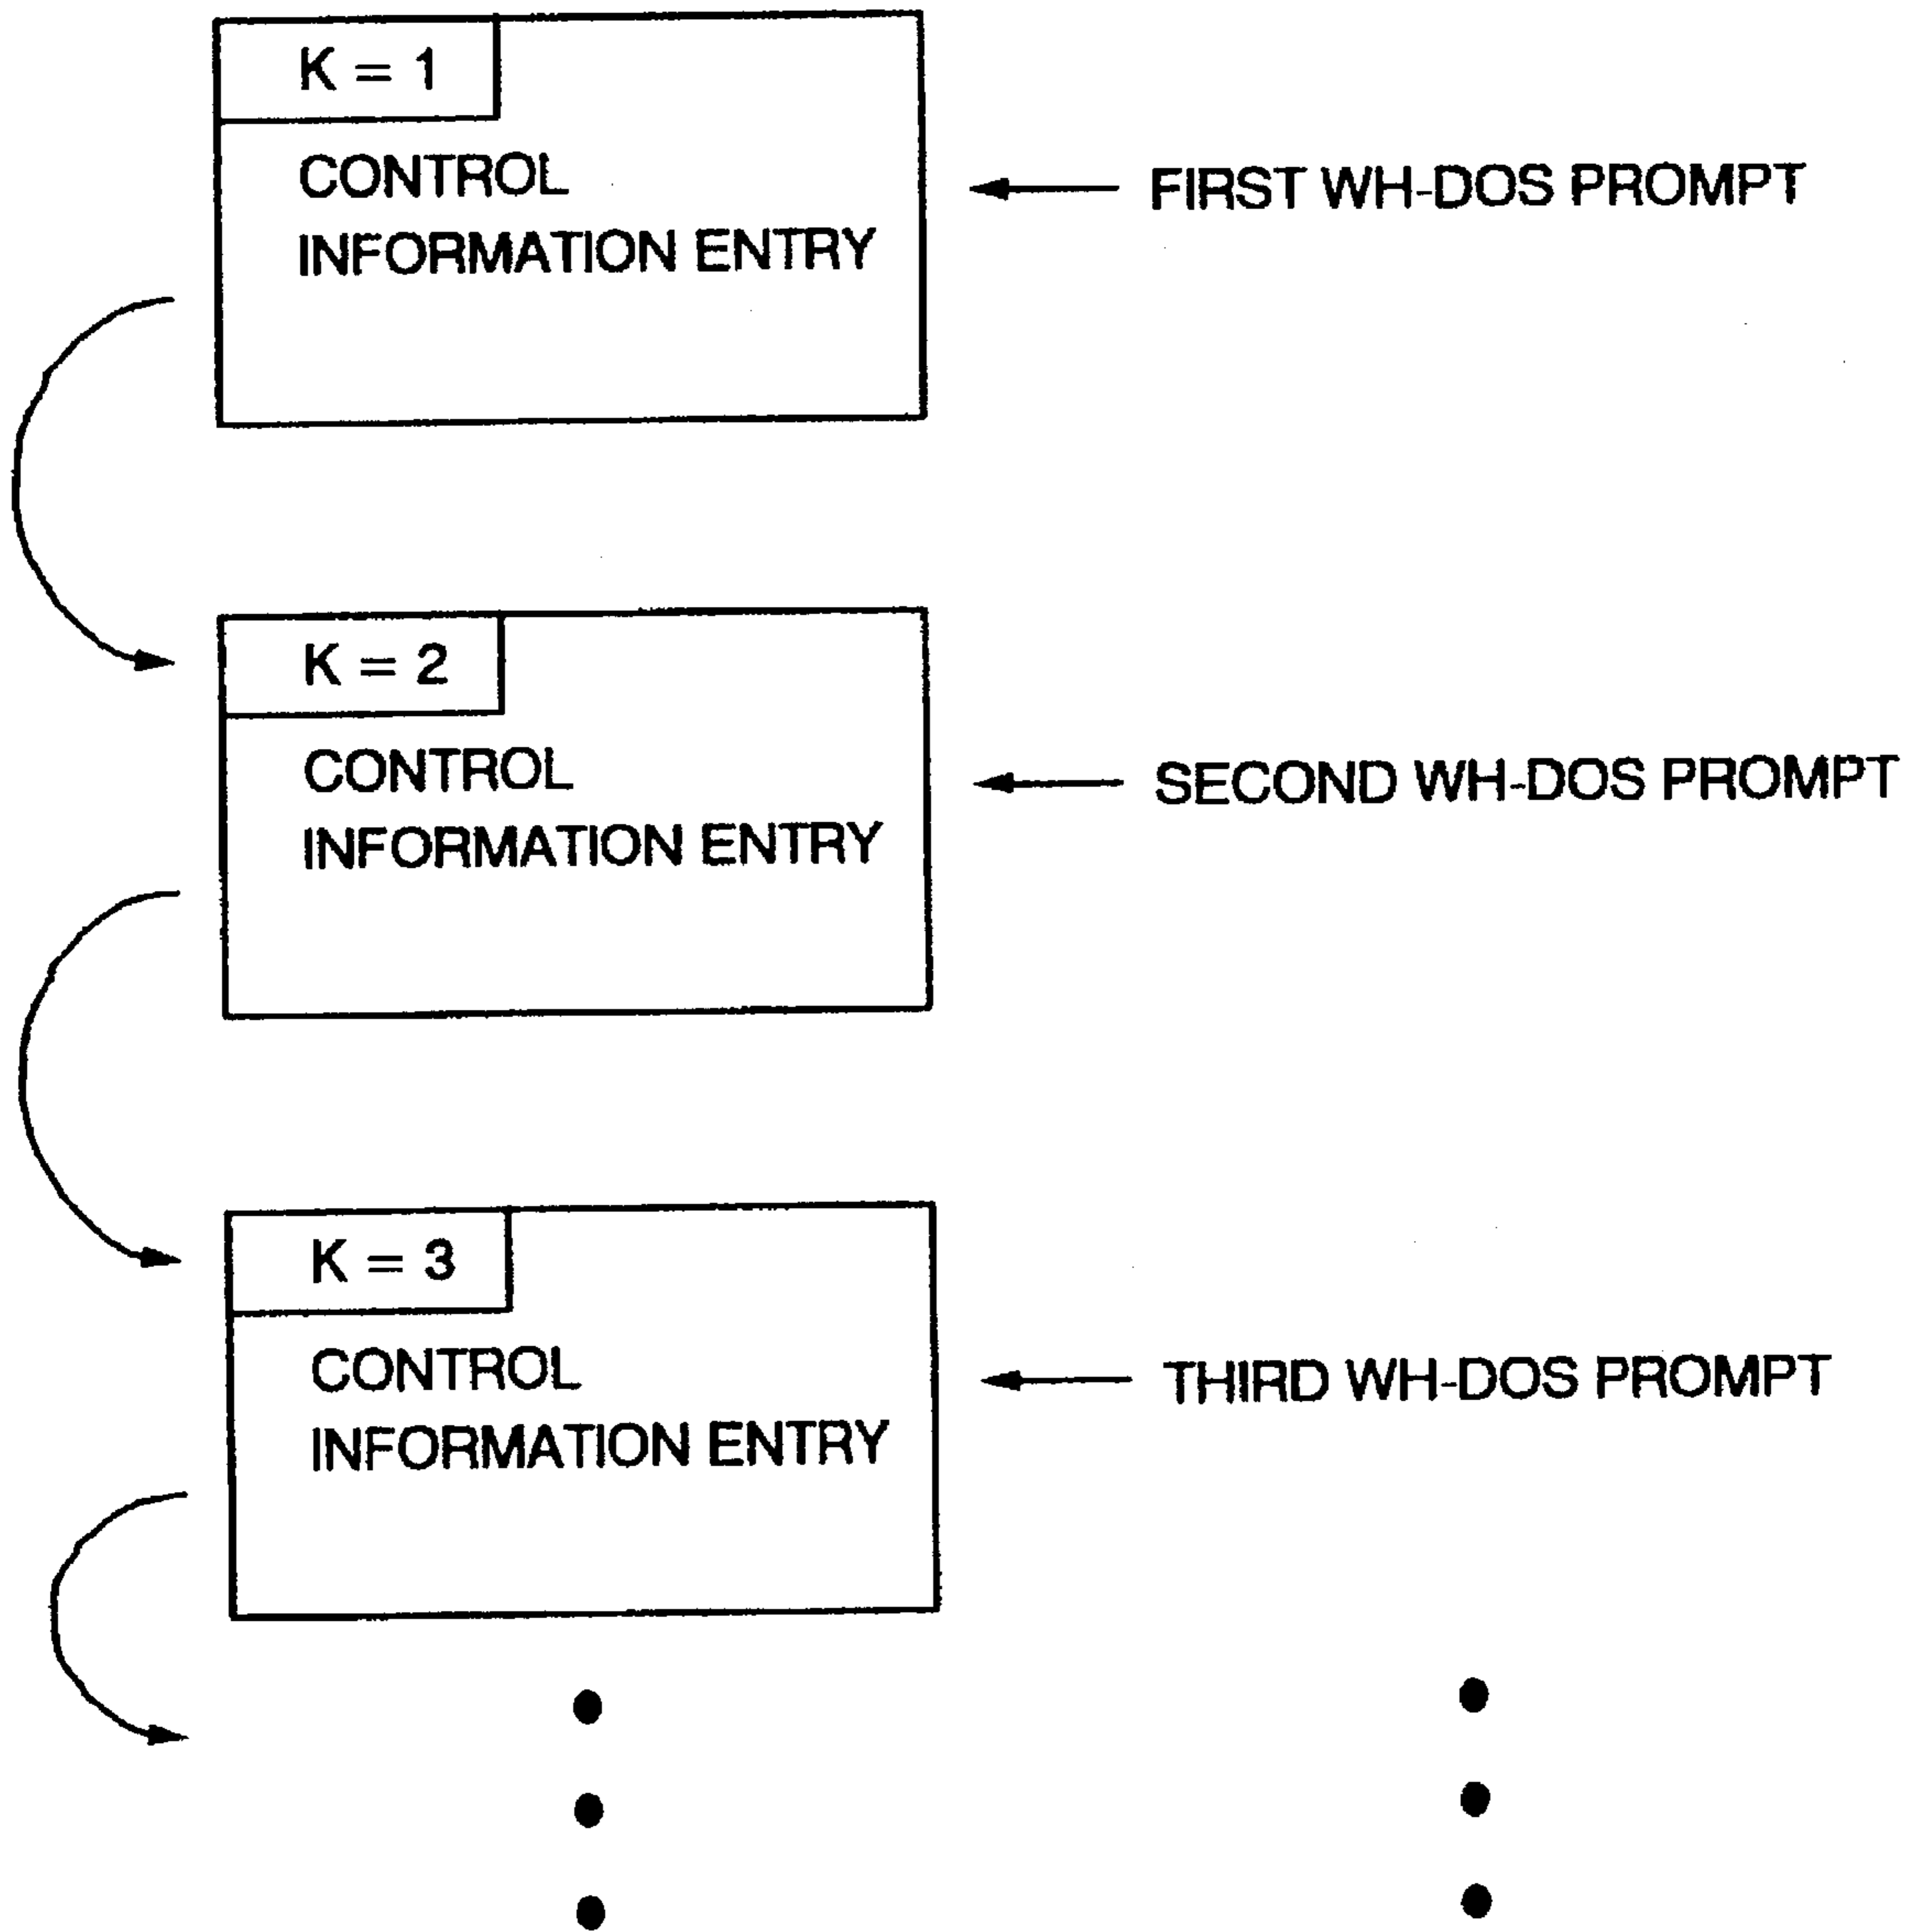 K = 1
CONTROL
INFORMATION ENTRY
FIRST WH-DOS PROMPT
K = 2
CONTROL
INFORMATION ENTRY
SECOND WH-DOS PROMPT
K = 3
CONTROL
INFORMATION ENTRY
THIRD WH-DOS PROMPT